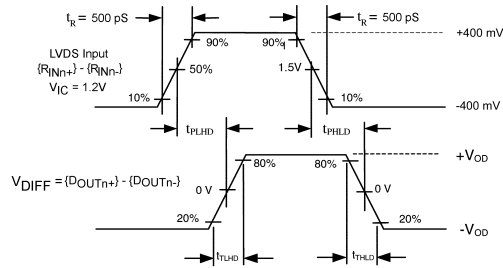 tR = 500 pS
tR = 500 pS
LVDS Input
{RINn+} - {RINn-}
VIC = 1.2V
90%
90%
+400 mV
50%
1.5V
10%
10%
-400 mV
tPLHD
tPHLD
80%
80%
+VOD
VDIFF = {DOUTn+} - {DOUTn-}
0 V
0 V
20%
20%
-VOD
tTLHD
tTHLD